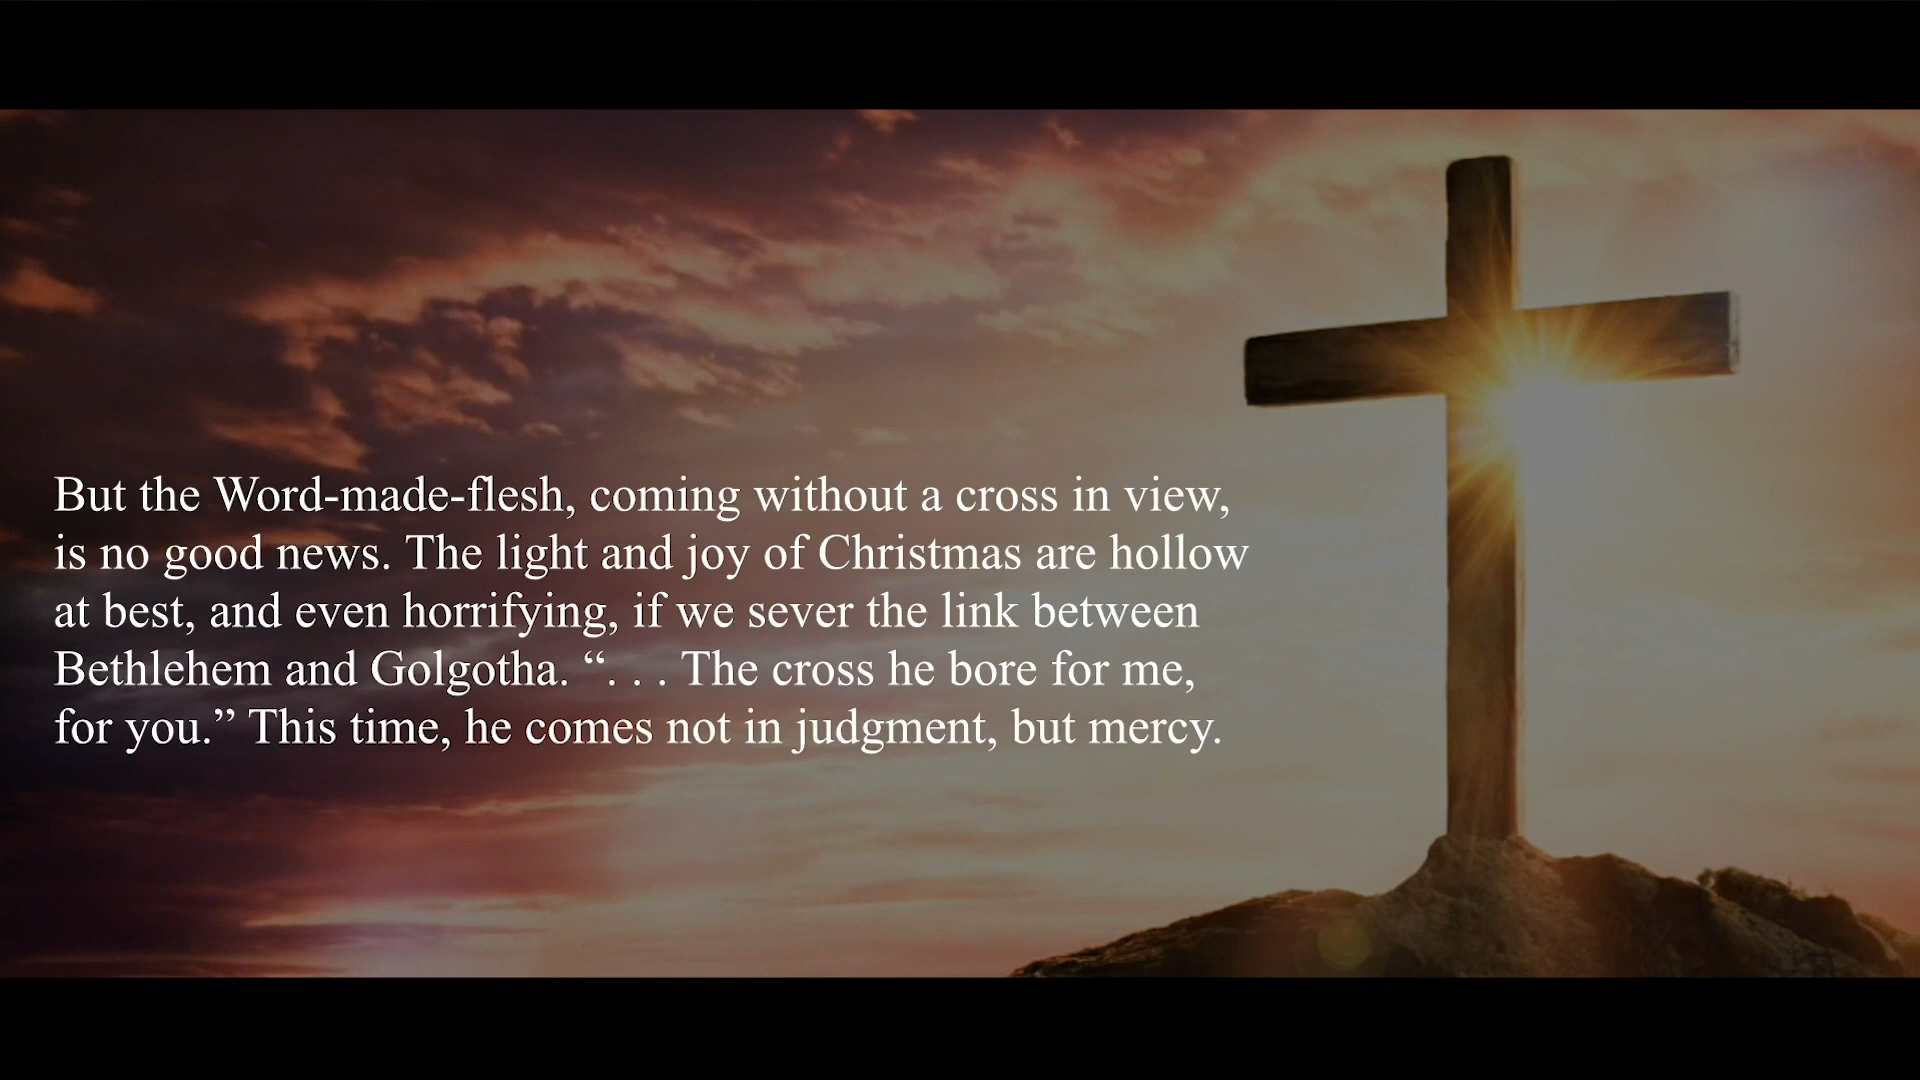 But the Word-made-flesh, coming without a cross in view,
is no good news. The light and joy of Christmas are hollow
at best, and even horrifying, if we sever the link between
Bethlehem and Golgotha. “. . . The cross he bore for me,
for you.” This time, he comes not in judgment, but mercy.